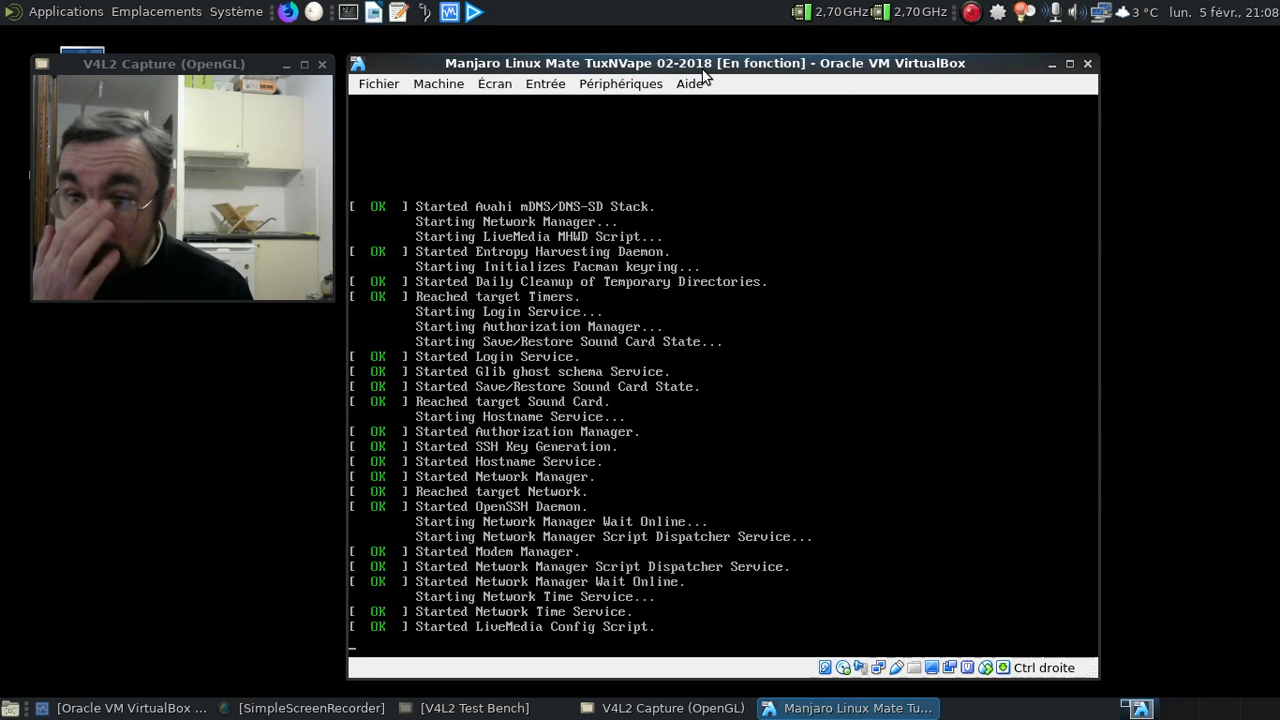 Applications Emplacements Système
2,70 GHz 2,70 GHz
3 °C lun. 5 févr., 21:08
V4L2 Capture (OpenGL)
Manjaro Linux Mate TuxNVape 02-2018 [En fonction] - Oracle VM VirtualBox
Fichier Machine Écran Entrée Périphériques Aide
[ OK ] Started Avahi mDNS/DNS-SD Stack.
Starting Network Manager...
Starting LiveMedia MHWD Script...
[ OK ] Started Entropy Harvesting Daemon.
Starting Initializes Pacman keyring...
[ OK ] Started Daily Cleanup of Temporary Directories.
[ OK ] Reached target Timers.
Starting Login Service...
Starting Authorization Manager...
Starting Save/Restore Sound Card State...
[ OK ] Started Login Service.
[ OK ] Started Glib ghost schema Service.
[ OK ] Started Save/Restore Sound Card State.
[ OK ] Reached target Sound Card.
Starting Hostname Service...
[ OK ] Started Authorization Manager.
[ OK ] Started SSH Key Generation.
[ OK ] Started Hostname Service.
[ OK ] Started Network Manager.
[ OK ] Reached target Network.
[ OK ] Started OpenSSH Daemon.
Starting Network Manager Wait Online...
Starting Network Manager Script Dispatcher Service...
[ OK ] Started Modem Manager.
[ OK ] Started Network Manager Script Dispatcher Service.
[ OK ] Started Network Manager Wait Online.
Starting Network Time Service...
[ OK ] Started Network Time Service.
[ OK ] Started LiveMedia Config Script.
Ctrl droite
[Oracle VM VirtualBox ... [SimpleScreenRecorder] [V4L2 Test Bench] V4L2 Capture (OpenGL) Manjaro Linux Mate Tu...